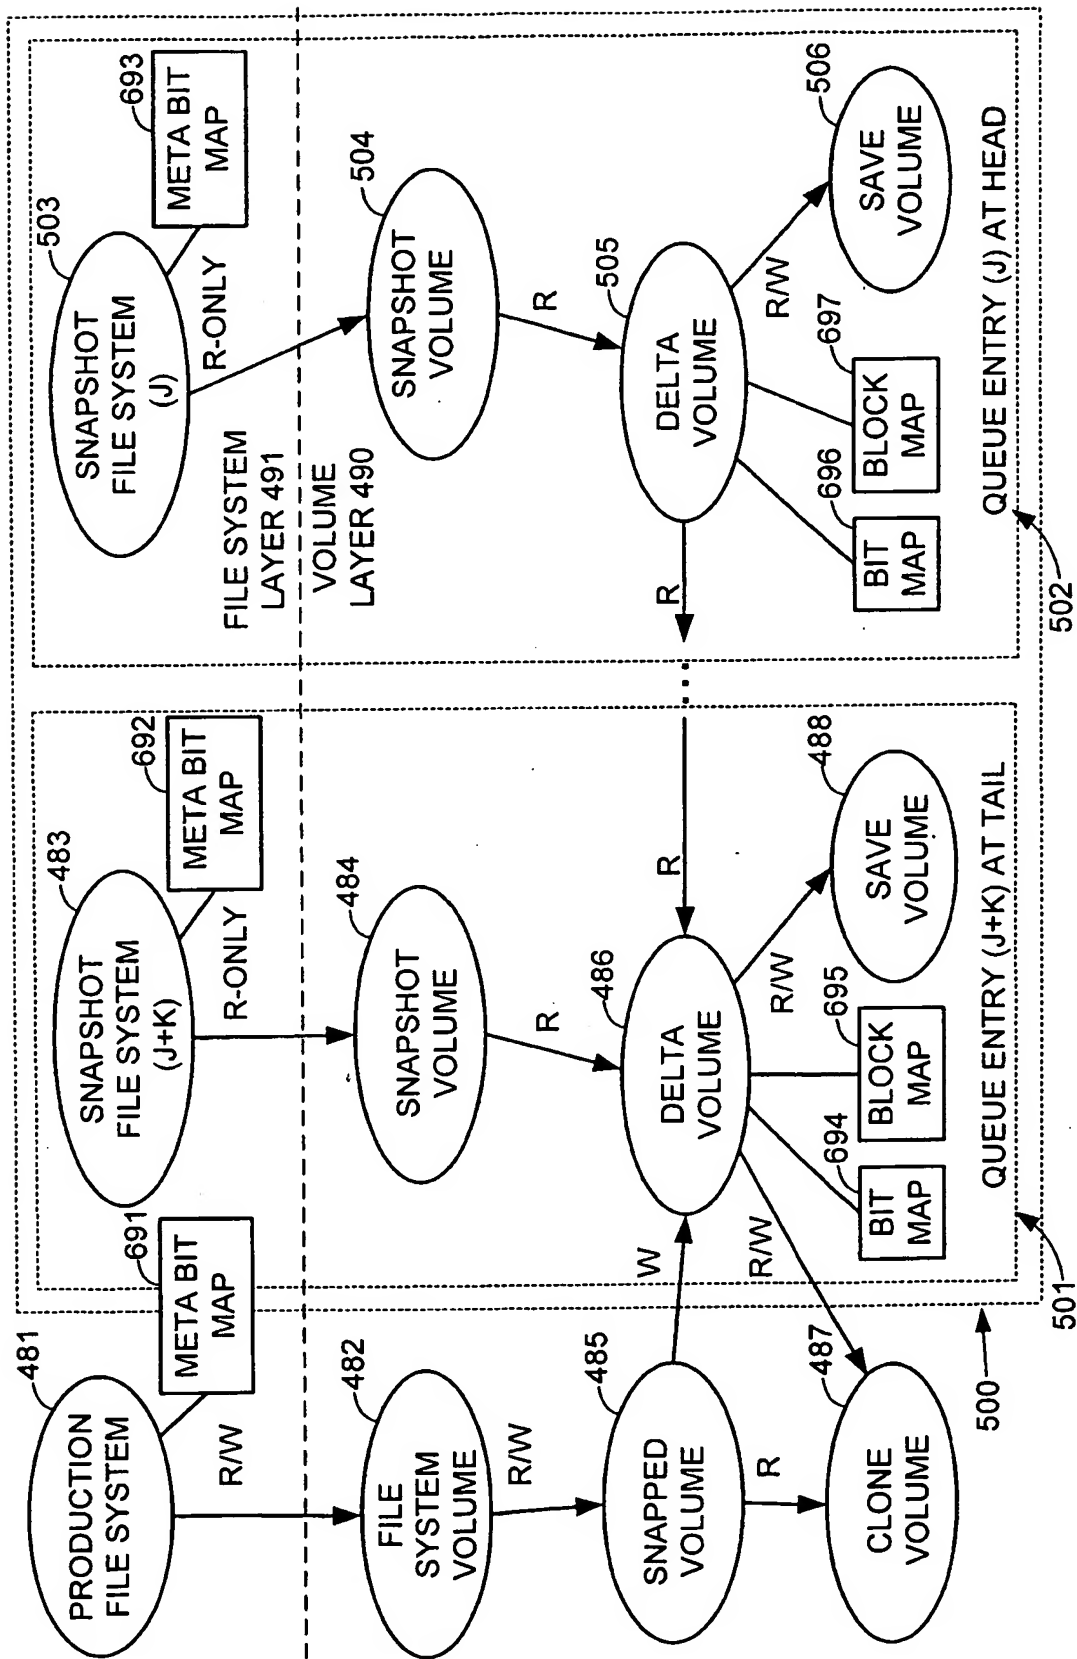 481
PRODUCTION
FILE SYSTEM
691
META BIT
MAP
R/W
483
SNAPSHOT
FILE SYSTEM
(J+K)
692
META BIT
MAP
R-ONLY
503
SNAPSHOT
FILE SYSTEM
(J)
693
META BIT
MAP
R-ONLY
FILE SYSTEM
LAYER 491
VOLUME
LAYER 490
482
FILE
SYSTEM
VOLUME
R/W
484
SNAPSHOT
VOLUME
R
504
SNAPSHOT
VOLUME
R
485
SNAPPED
VOLUME
W
R
486
DELTA
VOLUME
R/W
R/W
R
R
505
DELTA
VOLUME
R/W
487
CLONE
VOLUME
694
BIT
MAP
695
BLOCK
MAP
488
SAVE
VOLUME
696
BIT
MAP
697
BLOCK
MAP
506
SAVE
VOLUME
QUEUE ENTRY (J+K) AT TAIL
QUEUE ENTRY (J) AT HEAD
500
501
502